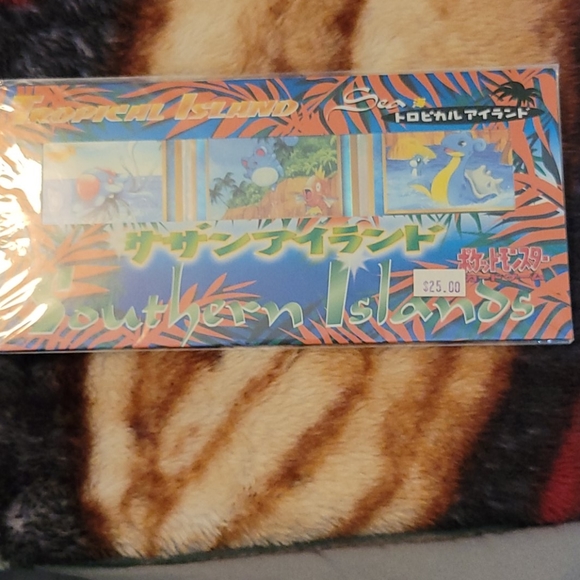 TROPICAL ISLAND
Sea 海
トロピカル アイランド
サザンアイランド
ポケットモンスター
$25.00
Southern Islands